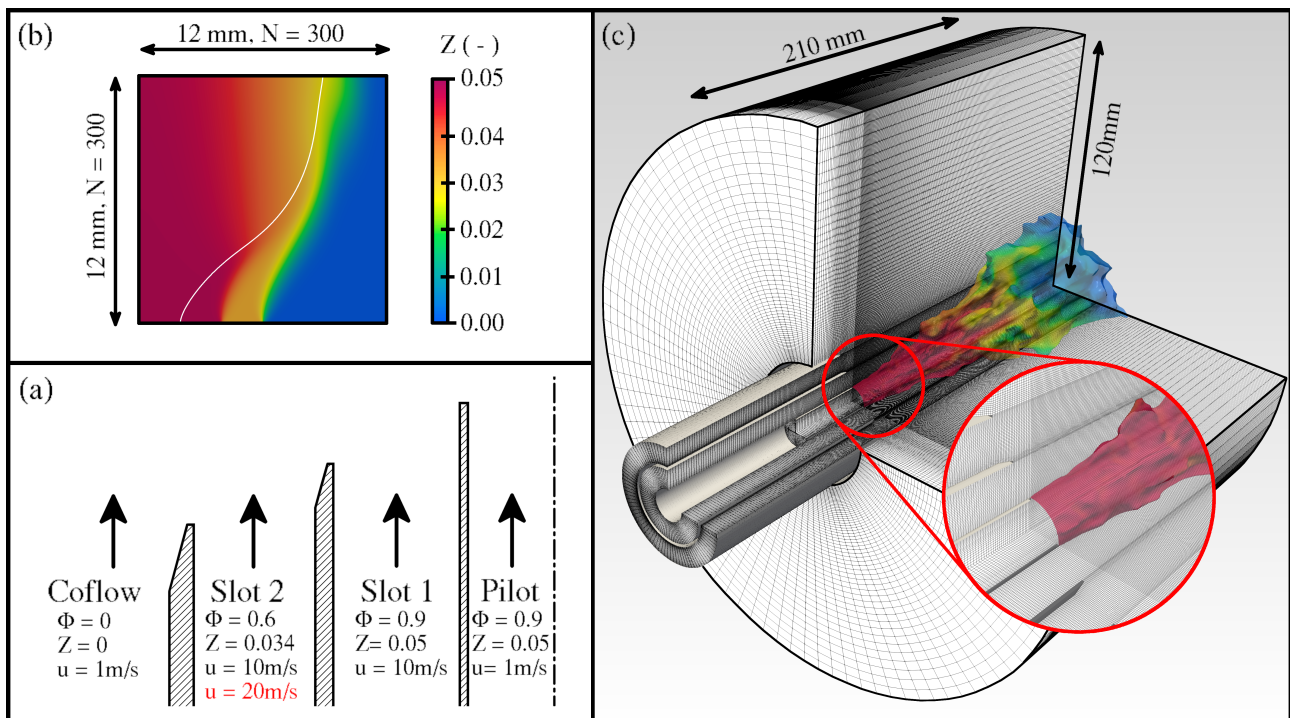 (b)
12 mm, N = 300
12 mm, N = 300
Z ( - )
0.05
0.04
0.03
0.02
0.01
0.00
(a)
Coflow
Φ = 0
Z = 0
u = 1m/s
Slot 2
Φ = 0.6
Z = 0.034
u = 10m/s
u = 20m/s
Slot 1
Φ = 0.9
Z= 0.05
u = 10m/s
Pilot
Φ = 0.9
Z = 0.05
u= 1m/s
(c)
210 mm
120mm